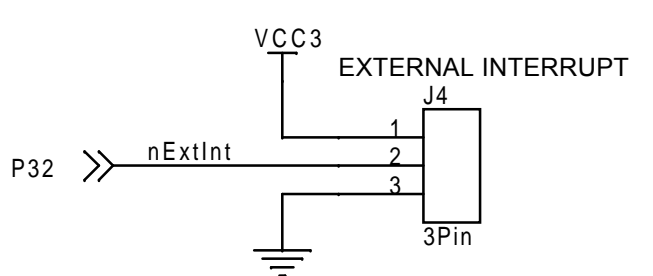 VCC3
EXTERNAL INTERRUPT
J4
1
P32
nExtInt
2
3
3Pin